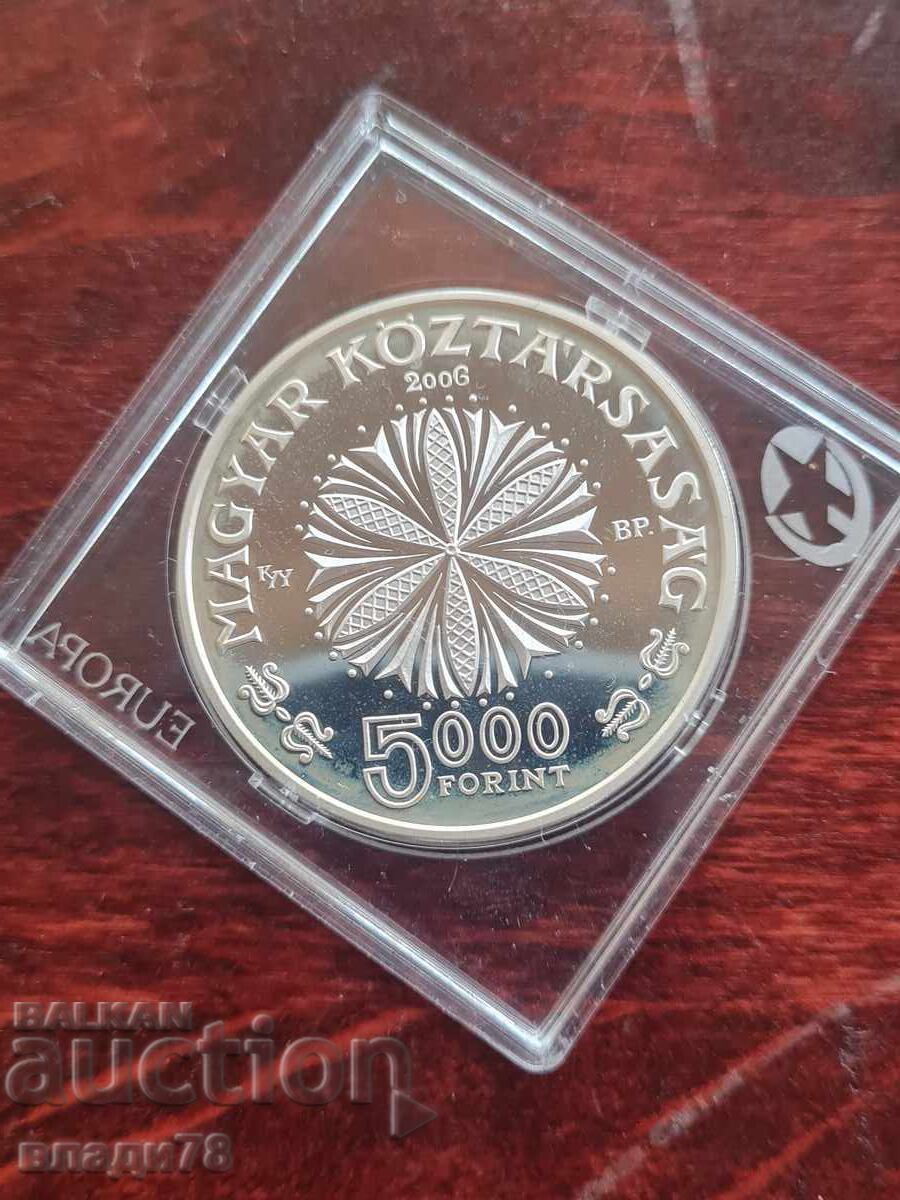 MAGYAR KÖZTÁRSASÁG
2006
BP.
KYY
5000
FORINT
EUROPA
BALKAN
auction
влади78